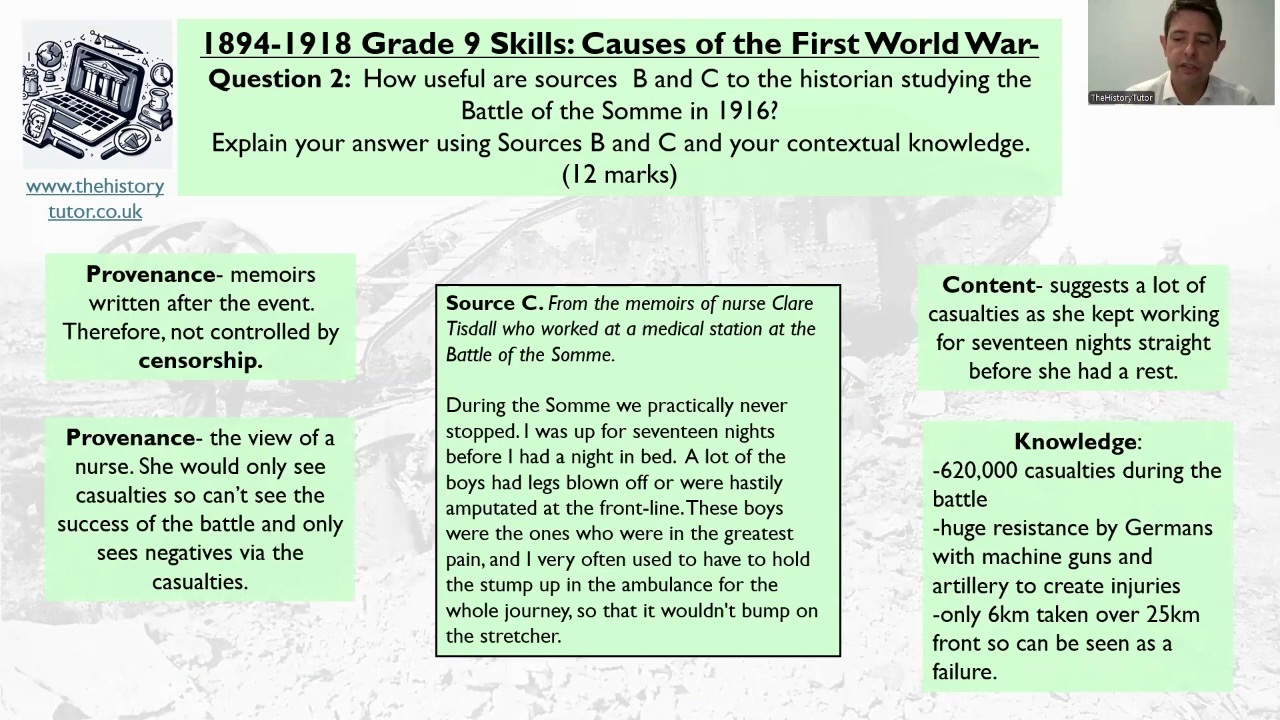 1894-1918 Grade 9 Skills: Causes of the First World War-
Question 2: How useful are sources B and C to the historian studying the
Battle of the Somme in 1916?
Explain your answer using Sources B and C and your contextual knowledge.
(12 marks)
TheHistoryTutor
www.thehistory
tutor.co.uk
Provenance- memoirs
written after the event.
Therefore, not controlled by
censorship.
Provenance- the view of a
nurse. She would only see
casualties so can't see the
success of the battle and only
sees negatives via the
casualties.
Source C. From the memoirs of nurse Clare
Tisdall who worked at a medical station at the
Battle of the Somme.
During the Somme we practically never
stopped. I was up for seventeen nights
before I had a night in bed. A lot of the
boys had legs blown off or were hastily
amputated at the front-line. These boys
were the ones who were in the greatest
pain, and I very often used to have to hold
the stump up in the ambulance for the
whole journey, so that it wouldn't bump on
the stretcher.
Content- suggests a lot of
casualties as she kept working
for seventeen nights straight
before she had a rest.
Knowledge:
-620,000 casualties during the
battle
-huge resistance by Germans
with machine guns and
artillery to create injuries
-only 6km taken over 25km
front so can be seen as a
failure.